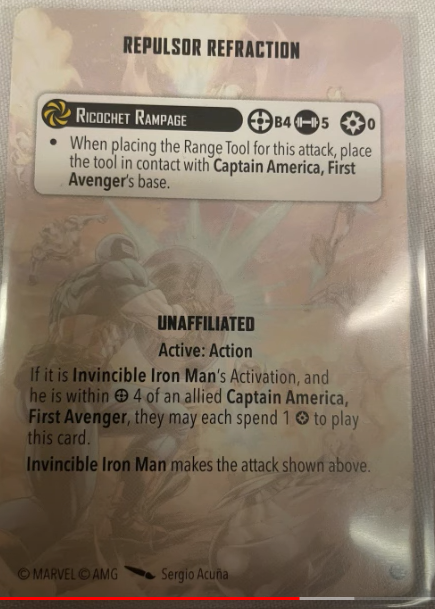 REPULSOR REFRACTION
RICOCHET RAMPAGE B4 5 0
• When placing the Range Tool for this attack, place
the tool in contact with Captain America, First
Avenger's base.
UNAFFILIATED
Active: Action
If it is Invincible Iron Man's Activation, and
he is within 4 of an allied Captain America,
First Avenger, they may each spend 1 to play
this card.
Invincible Iron Man makes the attack shown above.
© MARVEL © AMG Sergio Acuña